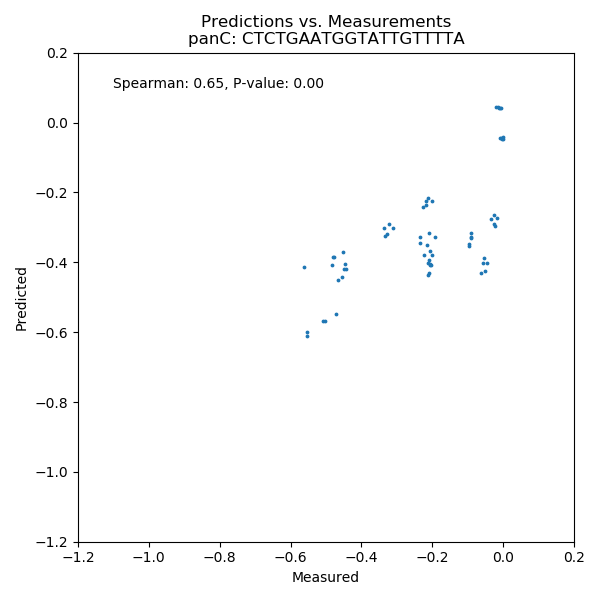 Predictions vs. Measurements
panC: CTCTGAATGGTATTGTTTTA
Spearman: 0.65, P-value: 0.00
0.2
0.0
−0.2
−0.4
−0.6
−0.8
−1.0
−1.2
Predicted
−1.2 −1.0 −0.8 −0.6 −0.4 −0.2 0.0 0.2
Measured